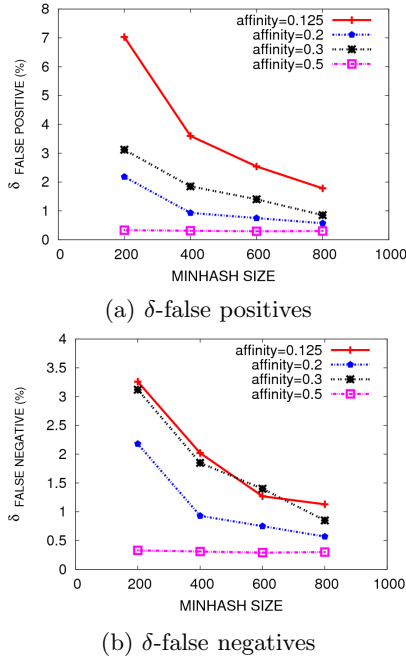 8
7
6
5
4
3
2
1
0
δ FALSE POSITIVE (%)
affinity=0.125
affinity=0.2
affinity=0.3
affinity=0.5
0 200 400 600 800 1000
MINHASH SIZE
(a) δ-false positives
4
3.5
3
2.5
2
1.5
1
0.5
0
δ FALSE NEGATIVE (%)
affinity=0.125
affinity=0.2
affinity=0.3
affinity=0.5
0 200 400 600 800 1000
MINHASH SIZE
(b) δ-false negatives